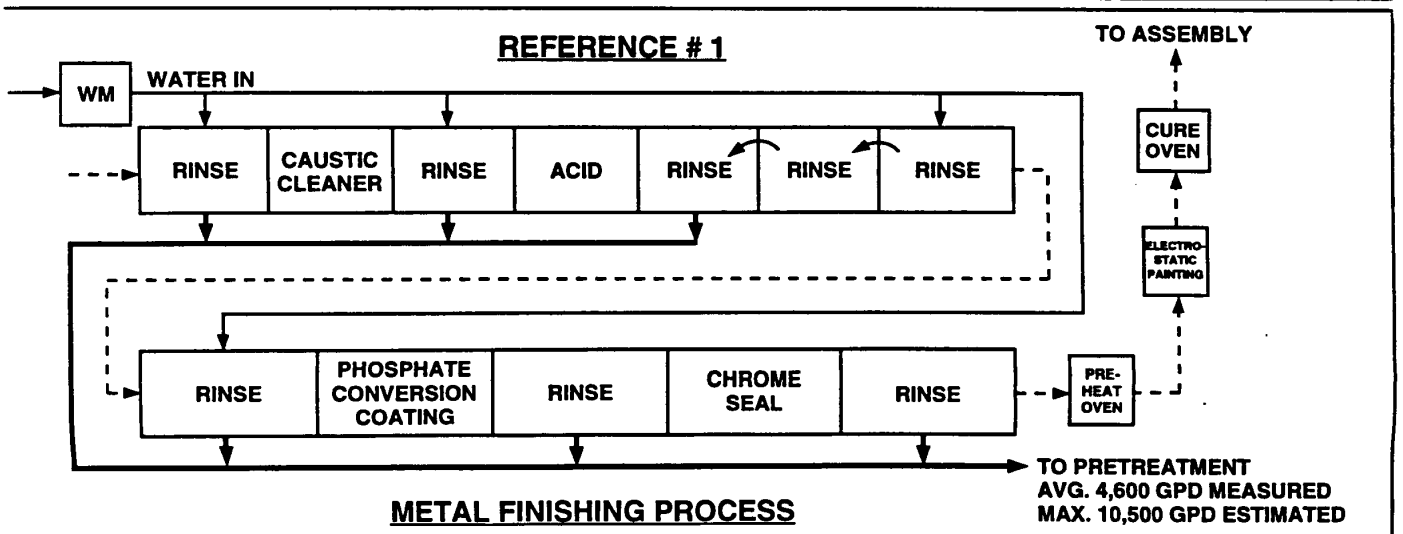 REFERENCE # 1
TO ASSEMBLY
WM
WATER IN
CURE
OVEN
RINSE
CAUSTIC
CLEANER
RINSE
ACID
RINSE
RINSE
RINSE
ELECTRO-
STATIC
PAINTING
RINSE
PHOSPHATE
CONVERSION
COATING
RINSE
CHROME
SEAL
RINSE
PRE-
HEAT
OVEN
TO PRETREATMENT
AVG. 4,600 GPD MEASURED
MAX. 10,500 GPD ESTIMATED
METAL FINISHING PROCESS